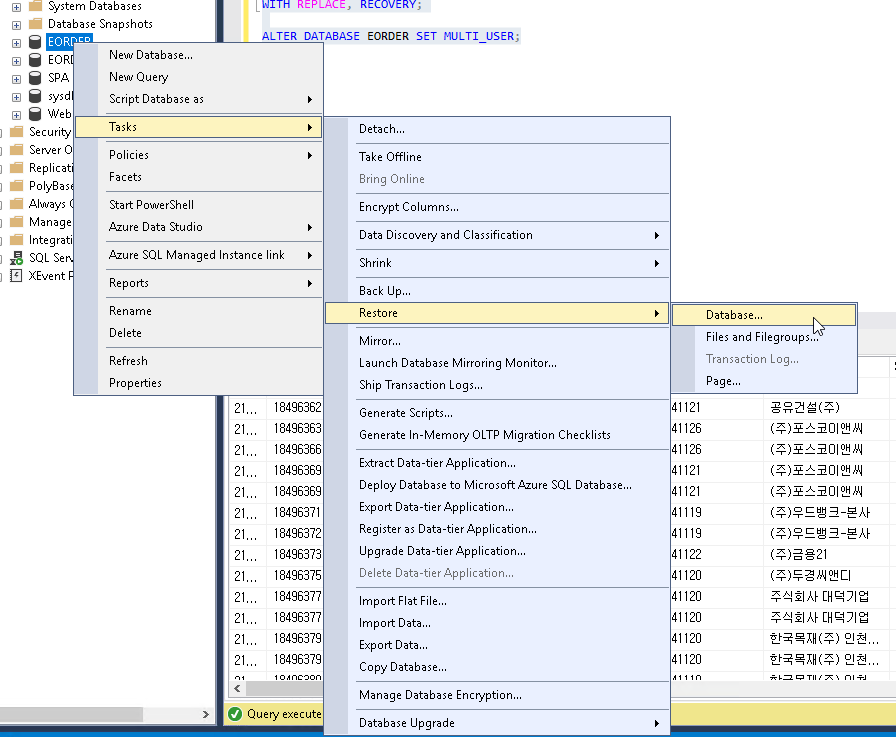 System Databases
Database Snapshots
EORDER
EORD
SPA
sysd
Web
Security
Server O
Replicati
PolyBase
Always
Manage
Integrati
SQL Serv
XEvent P
WITH REPLACE, RECOVERY;
ALTER DATABASE EORDER SET MULTI_USER;
New Database...
New Query
Script Database as
Tasks
Policies
Facets
Start PowerShell
Azure Data Studio
Azure SQL Managed Instance link
Reports
Rename
Delete
Refresh
Properties
Detach...
Take Offline
Bring Online
Encrypt Columns...
Data Discovery and Classification
Shrink
Back Up...
Restore
Mirror...
Launch Database Mirroring Monitor...
Ship Transaction Logs...
Generate Scripts...
Generate In-Memory OLTP Migration Checklists
Extract Data-tier Application...
Deploy Database to Microsoft Azure SQL Database...
Export Data-tier Application...
Register as Data-tier Application...
Upgrade Data-tier Application...
Delete Data-tier Application...
Import Flat File...
Import Data...
Export Data...
Copy Database...
Manage Database Encryption...
Database Upgrade
Database...
Files and Filegroups...
Transaction Log...
Page...
21... 18496362 41121 공유건설(주)
21... 18496363 41126 (주)포스코이앤씨
21... 18496366 41126 (주)포스코이앤씨
21... 18496369 41121 (주)포스코이앤씨
21... 18496369 41121 (주)포스코이앤씨
21... 18496371 41119 (주)우드뱅크-본사
21... 18496372 41119 (주)우드뱅크-본사
21... 18496373 41122 (주)금용21
21... 18496375 41120 (주)두경씨앤디
21... 18496377 41120 주식회사 대덕기업
21... 18496377 41120 주식회사 대덕기업
21... 18496379 41120 한국목재(주) 인천...
21... 18496379 41120 한국목재(주) 인천...
Query execute